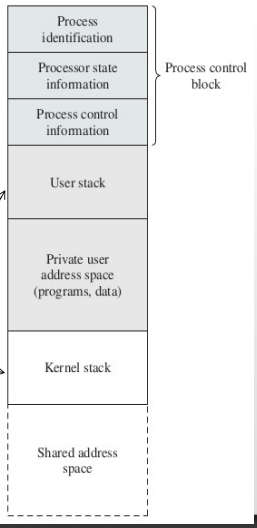 Process
identification
Processor state
information
Process control
information
Process control
block
User stack
Private user
address space
(programs, data)
Kernel stack
Shared address
space